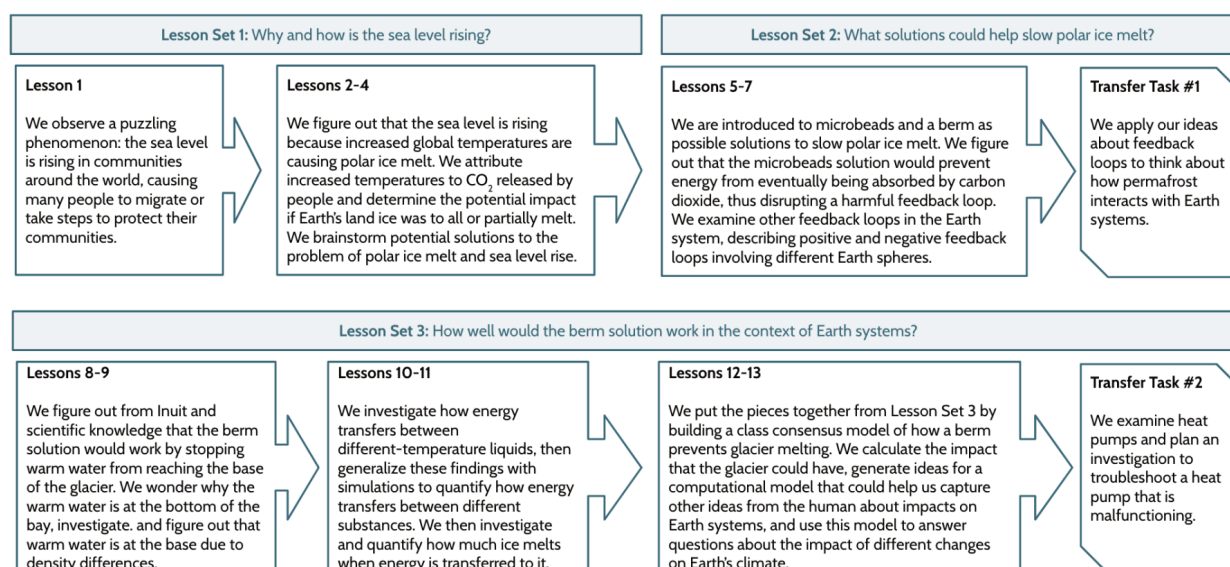 Lesson Set 1: Why and how is the sea level rising?
Lesson 1
We observe a puzzling
phenomenon: the sea level
is rising in communities
around the world, causing
many people to migrate or
take steps to protect their
communities.
Lessons 2-4
We figure out that the sea level is rising
because increased global temperatures are
causing polar ice melt. We attribute
increased temperatures to CO₂ released by
people and determine the potential impact
if Earth's land ice was to all or partially melt.
We brainstorm potential solutions to the
problem of polar ice melt and sea level rise.
Lesson Set 2: What solutions could help slow polar ice melt?
Lessons 5-7
We are introduced to microbeads and a berm as
possible solutions to slow polar ice melt. We figure
out that the microbeads solution would prevent
energy from eventually being absorbed by carbon
dioxide, thus disrupting a harmful feedback loop.
We examine other feedback loops in the Earth
system, describing positive and negative feedback
loops involving different Earth spheres.
Transfer Task #1
We apply our ideas
about feedback
loops to think about
how permafrost
interacts with Earth
systems.
Lesson Set 3: How well would the berm solution work in the context of Earth systems?
Lessons 8-9
We figure out from Inuit and
scientific knowledge that the berm
solution would work by stopping
warm water from reaching the base
of the glacier. We wonder why the
warm water is at the bottom of the
bay, investigate. and figure out that
warm water is at the base due to
density differences.
Lessons 10-11
We investigate how energy
transfers between
different-temperature liquids, then
generalize these findings with
simulations to quantify how energy
transfers between different
substances. We then investigate
and quantify how much ice melts
when energy is transferred to it.
Lessons 12-13
We put the pieces together from Lesson Set 3 by
building a class consensus model of how a berm
prevents glacier melting. We calculate the impact
that the glacier could have, generate ideas for a
computational model that could help us capture
other ideas from the human about impacts on
Earth systems, and use this model to answer
questions about the impact of different changes
on Earth's climate.
Transfer Task #2
We examine heat
pumps and plan an
investigation to
troubleshoot a heat
pump that is
malfunctioning.